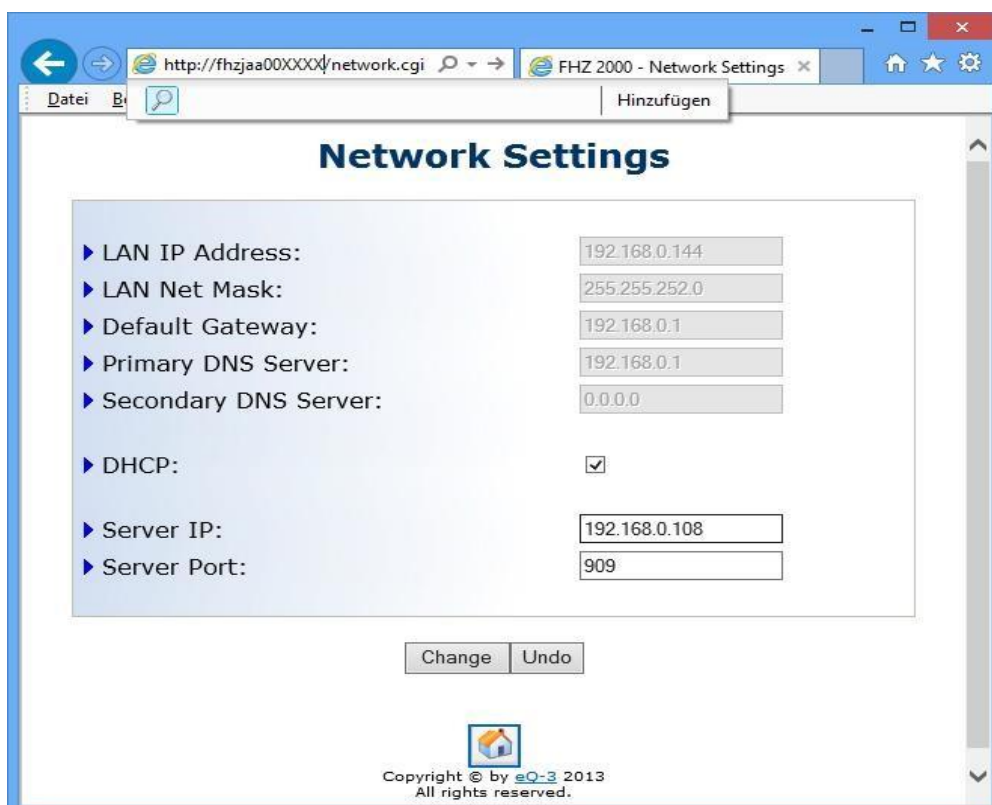 http://fhzjaa00XXXX/network.cgi
FHZ 2000 - Network Settings
Datei
Hinzufügen
Network Settings
LAN IP Address: 192.168.0.144
LAN Net Mask: 255.255.252.0
Default Gateway: 192.168.0.1
Primary DNS Server: 192.168.0.1
Secondary DNS Server: 0.0.0.0
DHCP:
Server IP: 192.168.0.108
Server Port: 909
Change Undo
Copyright © by eQ-3 2013
All rights reserved.